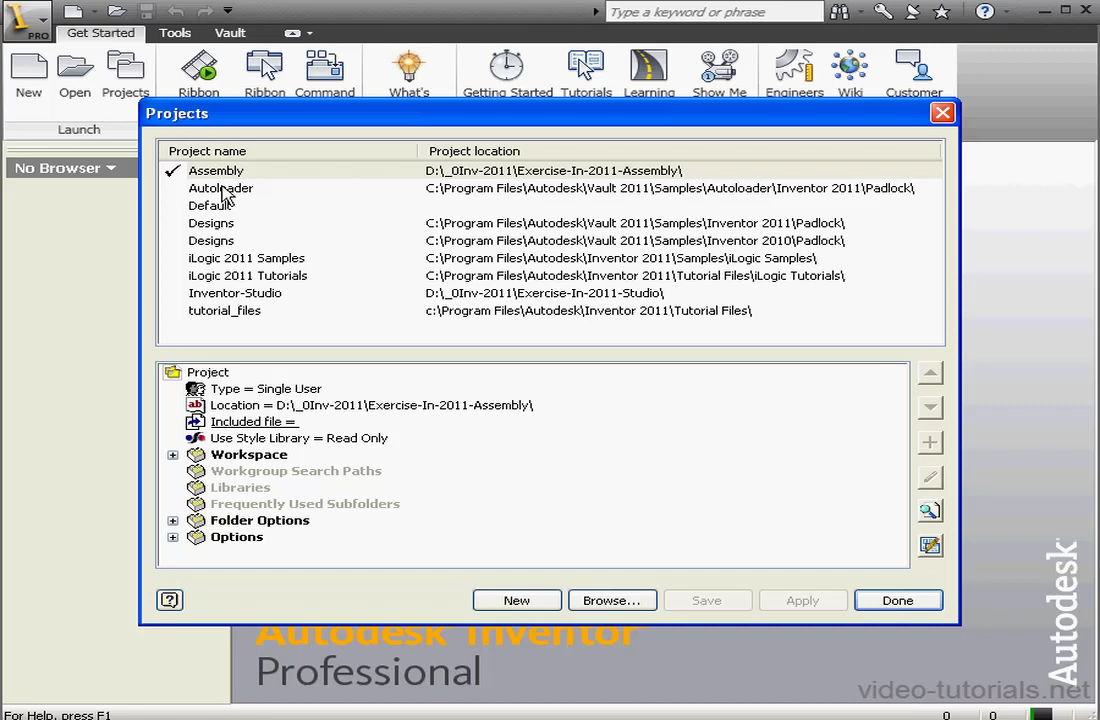 PRO
Type a keyword or phrase
Get Started Tools Vault
New Open Projects Ribbon Ribbon Command What's Getting Started Tutorials Learning Show Me Engineers Wiki Customer
Launch
No Browser
Projects
Project name Project location
Assembly D:\_0Inv-2011\Exercise-In-2011-Assembly\
Autoloader C:\Program Files\Autodesk\Vault 2011\Samples\Autoloader\Inventor 2011\Padlock\
Default
Designs C:\Program Files\Autodesk\Vault 2011\Samples\Inventor 2011\Padlock\
Designs C:\Program Files\Autodesk\Vault 2011\Samples\Inventor 2010\Padlock\
iLogic 2011 Samples C:\Program Files\Autodesk\Inventor 2011\Samples\iLogic Samples\
iLogic 2011 Tutorials C:\Program Files\Autodesk\Inventor 2011\Tutorial Files\iLogic Tutorials\
Inventor-Studio D:\_0Inv-2011\Exercise-In-2011-Studio\
tutorial_files c:\Program Files\Autodesk\Inventor 2011\Tutorial Files\
Project
Type = Single User
Location = D:\_0Inv-2011\Exercise-In-2011-Assembly\
Included file =
Use Style Library = Read Only
Workspace
Workgroup Search Paths
Libraries
Frequently Used Subfolders
Folder Options
Options
New Browse... Save Apply Done
Autodesk Inventor
Professional
Autodesk
video-tutorials.net
For Help, press F1 0 0